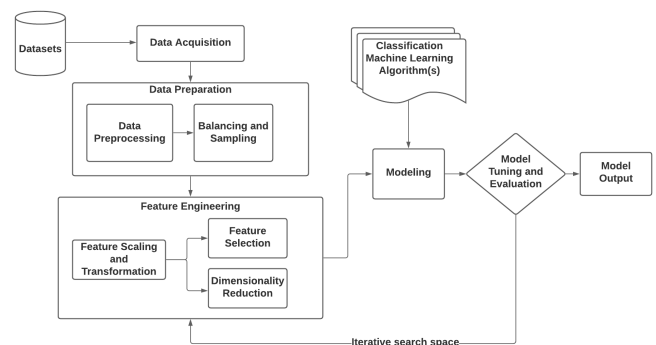 Datasets
Data Acquisition
Classification
Machine Learning
Algorithm(s)
Data Preparation
Data
Preprocessing
Balancing and
Sampling
Modeling
Model
Tuning and
Evaluation
Model
Output
Feature Engineering
Feature Scaling
and
Transformation
Feature
Selection
Dimensionality
Reduction
Iterative search space